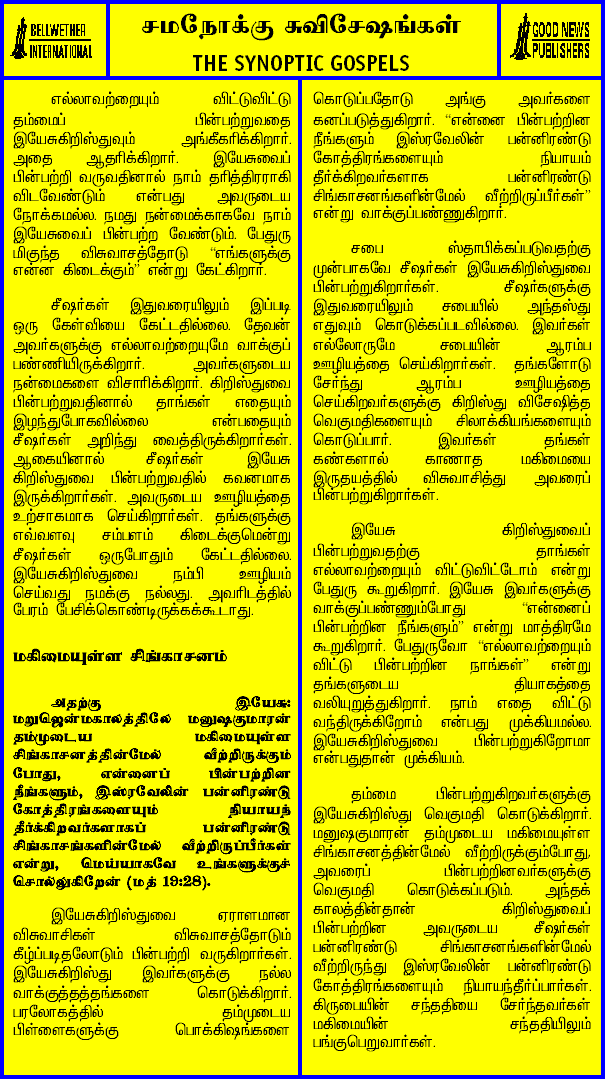 BELLWETHER
INTERNATIONAL
சமநோக்கு சுவிசேஷங்கள்
THE SYNOPTIC GOSPELS
GOOD NEWS
PUBLISHERS
எல்லாவற்றையும் விட்டுவிட்டு
தம்மைப் பின்பற்றுவதை
இயேசுகிறிஸ்துவும் அங்கீகரிக்கிறார்.
அதை ஆதரிக்கிறார். இயேசுவைப்
பின்பற்றி வருவதினால் நாம் தரித்திரராகி
விடவேண்டும் என்பது அவருடைய
நோக்கமல்ல. நமது நன்மைக்காகவே நாம்
இயேசுவைப் பின்பற்ற வேண்டும். பேதுரு
மிகுந்த விசுவாசத்தோடு “எங்களுக்கு
என்ன கிடைக்கும்” என்று கேட்கிறார்.
சீஷர்கள் இதுவரையிலும் இப்படி
ஒரு கேள்வியை கேட்டதில்லை. தேவன்
அவர்களுக்கு எல்லாவற்றையுமே வாக்குப்
பண்ணியிருக்கிறார். அவர்களுடைய
நன்மைகளை விசாரிக்கிறார். கிறிஸ்துவை
பின்பற்றுவதினால் தாங்கள் எதையும்
இழந்துபோகவில்லை என்பதையும்
சீஷர்கள் அறிந்து வைத்திருக்கிறார்கள்.
ஆகையினால் சீஷர்கள் இயேசு
கிறிஸ்துவை பின்பற்றுவதில் கவனமாக
இருக்கிறார்கள். அவருடைய ஊழியத்தை
உற்சாகமாக செய்கிறார்கள். தங்களுக்கு
எவ்வளவு சம்பளம் கிடைக்குமென்று
சீஷர்கள் ஒருபோதும் கேட்டதில்லை.
இயேசுகிறிஸ்துவை நம்பி ஊழியம்
செய்வது நமக்கு நல்லது. அவரிடத்தில்
பேரம் பேசிக்கொண்டிருக்கக்கூடாது.
மகிமையுள்ள சிங்காசனம்
அதற்கு இயேசு:
மறுஜென்மகாலத்திலே மனுஷகுமாரன்
தம்முடைய மகிமையுள்ள
சிங்காசனத்தின்மேல் வீற்றிருக்கும்
போது, என்னைப் பின்பற்றின
நீங்களும், இஸ்ரவேலின் பன்னிரண்டு
கோத்திரங்களையும் நியாயந்
தீர்க்கிறவர்களாகப் பன்னிரண்டு
சிங்காசங்களின்மேல் வீற்றிருப்பீர்கள்
என்று, மெய்யாகவே உங்களுக்குச்
சொல்லுகிறேன் (மத் 19:28).
இயேசுகிறிஸ்துவை ஏராளமான
விசுவாசிகள் விசுவாசத்தோடும்
கீழ்ப்படிதலோடும் பின்பற்றி வருகிறார்கள்.
இயேசுகிறிஸ்து இவர்களுக்கு நல்ல
வாக்குத்தத்தங்களை கொடுக்கிறார்.
பரலோகத்தில் தம்முடைய
பிள்ளைகளுக்கு பொக்கிஷங்களை
கொடுப்பதோடு அங்கு அவர்களை
கனப்படுத்துகிறார். “என்னை பின்பற்றின
நீங்களும் இஸ்ரவேலின் பன்னிரண்டு
கோத்திரங்களையும் நியாயம்
தீர்க்கிறவர்களாக பன்னிரண்டு
சிங்காசனங்களின்மேல் வீற்றிருப்பீர்கள்”
என்று வாக்குப்பண்ணுகிறார்.
சபை ஸ்தாபிக்கப்படுவதற்கு
முன்பாகவே சீஷர்கள் இயேசுகிறிஸ்துவை
பின்பற்றுகிறார்கள். சீஷர்களுக்கு
இதுவரையிலும் சபையில் அந்தஸ்து
எதுவும் கொடுக்கப்படவில்லை. இவர்கள்
எல்லோருமே சபையின் ஆரம்ப
ஊழியத்தை செய்கிறார்கள். தங்களோடு
சேர்ந்து ஆரம்ப ஊழியத்தை
செய்கிறவர்களுக்கு கிறிஸ்து விசேஷித்த
வெகுமதிகளையும் சிலாக்கியங்களையும்
கொடுப்பார். இவர்கள் தங்கள்
கண்களால் காணாத மகிமையை
இருதயத்தில் விசுவாசித்து அவரைப்
பின்பற்றுகிறார்கள்.
இயேசு கிறிஸ்துவைப்
பின்பற்றுவதற்கு தாங்கள்
எல்லாவற்றையும் விட்டுவிட்டோம் என்று
பேதுரு கூறுகிறார். இயேசு இவர்களுக்கு
வாக்குப்பண்ணும்போது “என்னைப்
பின்பற்றின நீங்களும்” என்று மாத்திரமே
கூறுகிறார். பேதுருவோ “எல்லாவற்றையும்
விட்டு பின்பற்றின நாங்கள்” என்று
தங்களுடைய தியாகத்தை
வலியுறுத்துகிறார். நாம் எதை விட்டு
வந்திருக்கிறோம் என்பது முக்கியமல்ல.
இயேசுகிறிஸ்துவை பின்பற்றுகிறோமா
என்பதுதான் முக்கியம்.
தம்மை பின்பற்றுகிறவர்களுக்கு
இயேசுகிறிஸ்து வெகுமதி கொடுக்கிறார்.
மனுஷகுமாரன் தம்முடைய மகிமையுள்ள
சிங்காசனத்தின்மேல் வீற்றிருக்கும்போது,
அவரைப் பின்பற்றினவர்களுக்கு
வெகுமதி கொடுக்கப்படும். அந்தக்
காலத்தின்தான் கிறிஸ்துவைப்
பின்பற்றின அவருடைய சீஷர்கள்
பன்னிரண்டு சிங்காசனங்களின்மேல்
வீற்றிருந்து இஸ்ரவேலின் பன்னிரண்டு
கோத்திரங்களையும் நியாயந்தீர்ப்பார்கள்.
கிருபையின் சந்ததியை சேர்ந்தவர்கள்
மகிமையின் சந்ததியிலும்
பங்குபெறுவார்கள்.